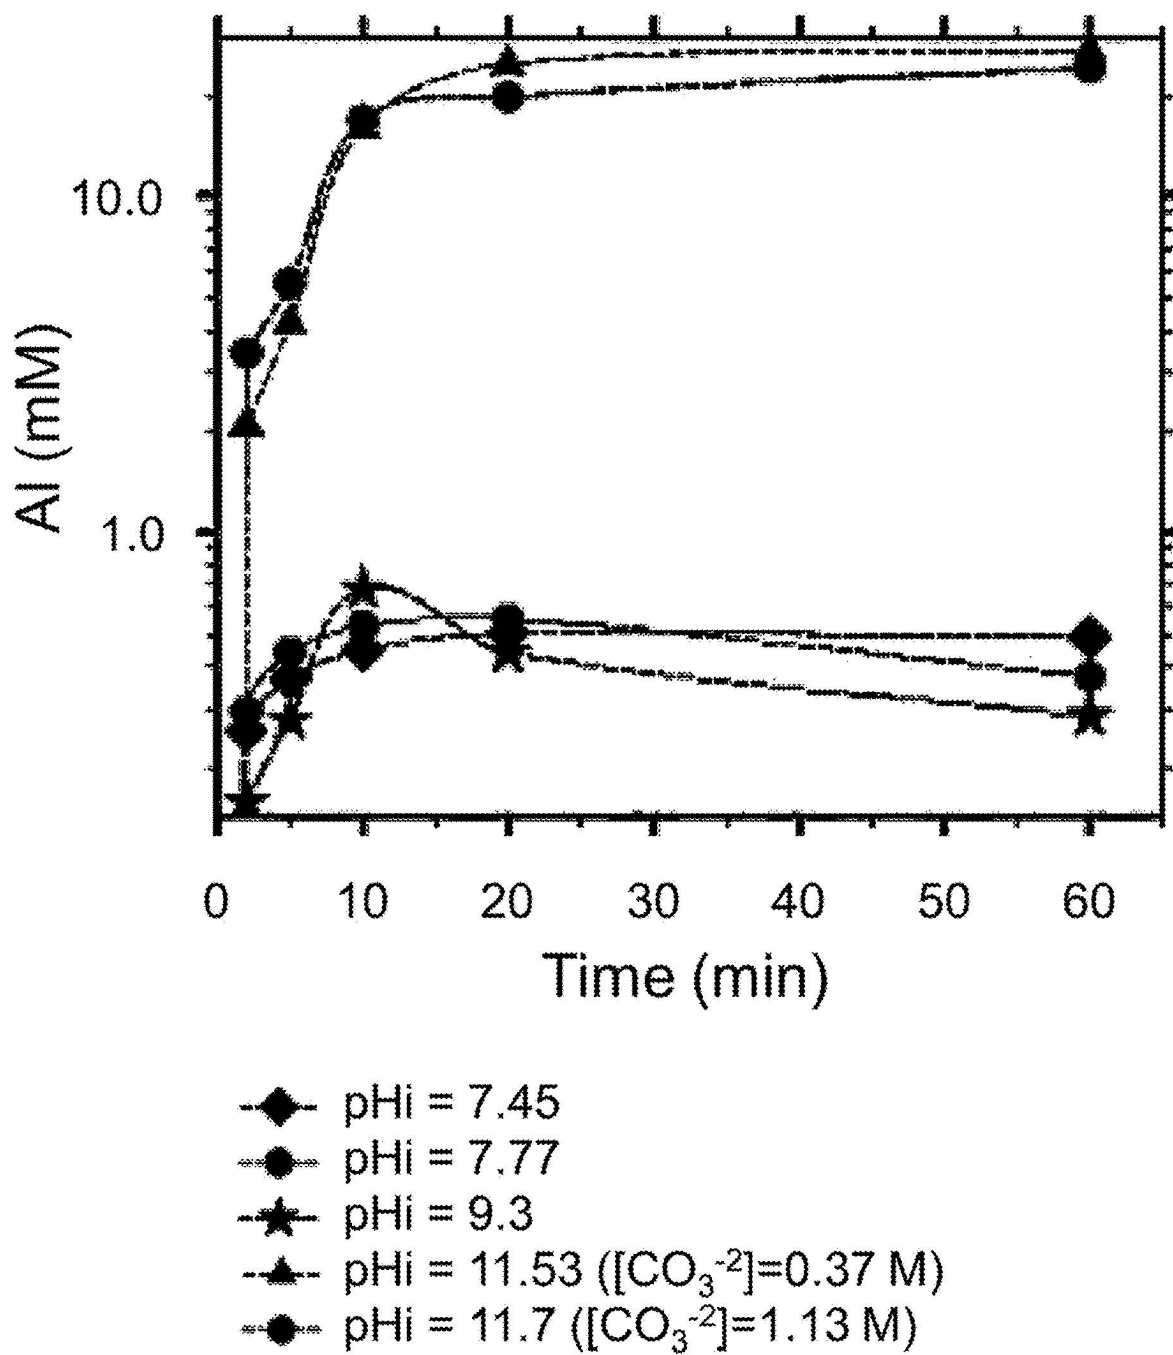 10.0
1.0
Al (mM)
0 10 20 30 40 50 60
Time (min)
pHi = 7.45
pHi = 7.77
pHi = 9.3
pHi = 11.53 ([CO₃⁻²]=0.37 M)
pHi = 11.7 ([CO₃⁻²]=1.13 M)